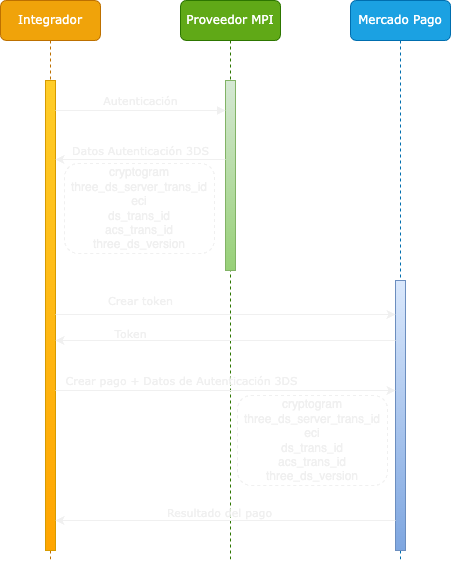 Integrador
Proveedor MPI
Mercado Pago
Autenticación
Datos Autenticación 3DS
cryptogram
three_ds_server_trans_id
eci
ds_trans_id
acs_trans_id
three_ds_version
Crear token
Token
Crear pago + Datos de Autenticación 3DS
cryptogram
three_ds_server_trans_id
eci
ds_trans_id
acs_trans_id
three_ds_version
Resultado del pago